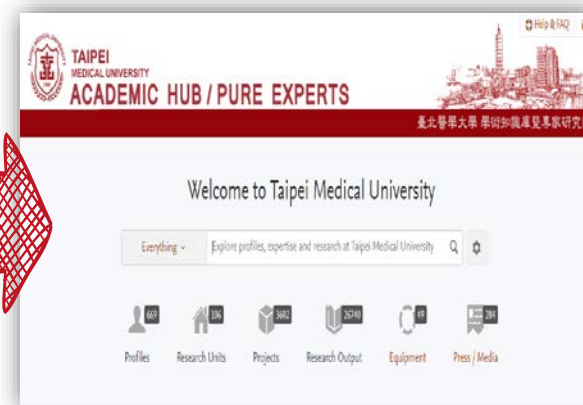 Help & FAQ
TAIPEI
MEDICAL UNIVERSITY
ACADEMIC HUB / PURE EXPERTS
臺北醫學大學 學術知識庫暨專家研究
Welcome to Taipei Medical University
Everything
Explore profiles, expertise and research at Taipei Medical University
669 106 3682 26740 49 284
Profiles Research Units Projects Research Output Equipment Press / Media